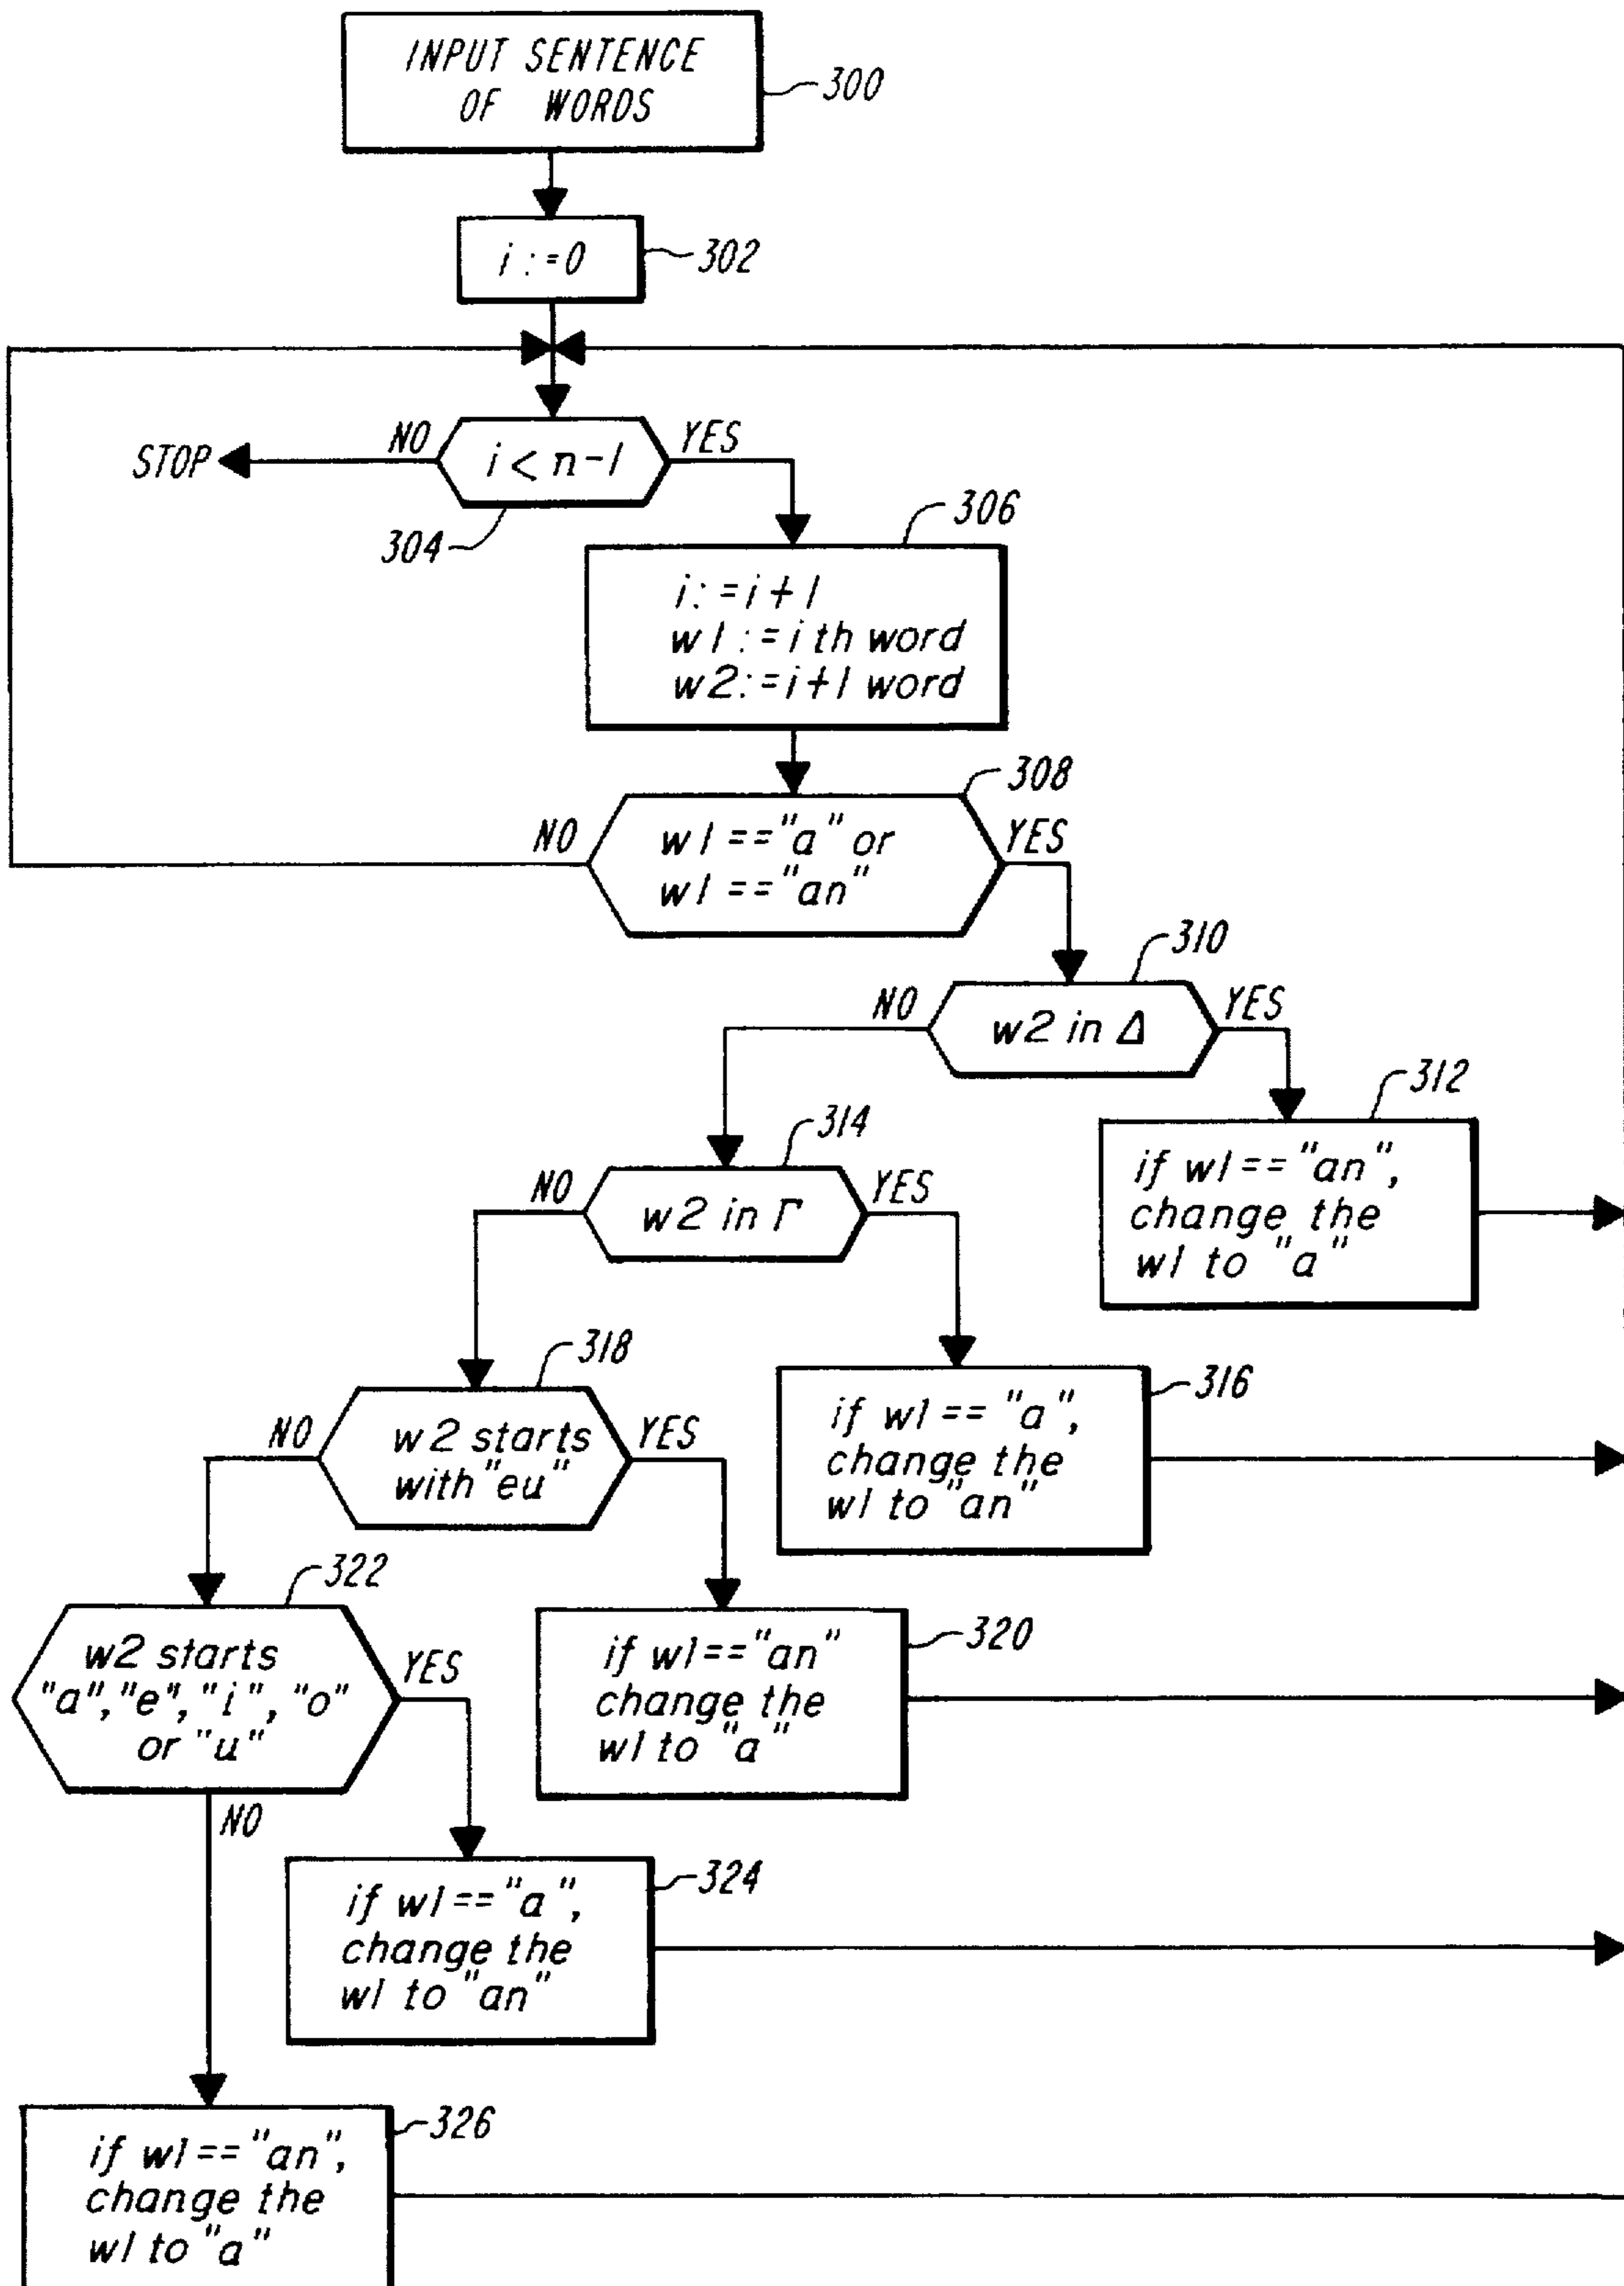 INPUT SENTENCE
OF WORDS
300
i := 0
302
NO
YES
STOP
i < n-1
304
306
i := i + 1
w1 := i th word
w2 := i+1 word
308
NO
YES
w1 == "a" or
w1 == "an"
310
NO
YES
w2 in Δ
312
if w1 == "an",
change the
w1 to "a"
314
NO
YES
w2 in Γ
316
if w1 == "a",
change the
w1 to "an"
318
NO
YES
w2 starts
with "eu"
320
if w1 == "an"
change the
w1 to "a"
322
w2 starts
"a", "e", "i", "o"
or "u"
YES
NO
324
if w1 == "a",
change the
w1 to "an"
326
if w1 == "an",
change the
w1 to "a"